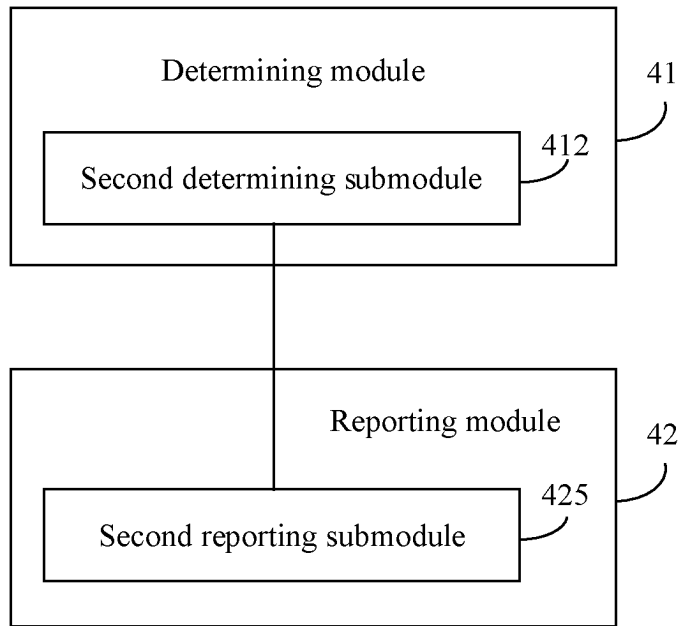 Determining module
41
412
Second determining submodule
Reporting module
42
425
Second reporting submodule